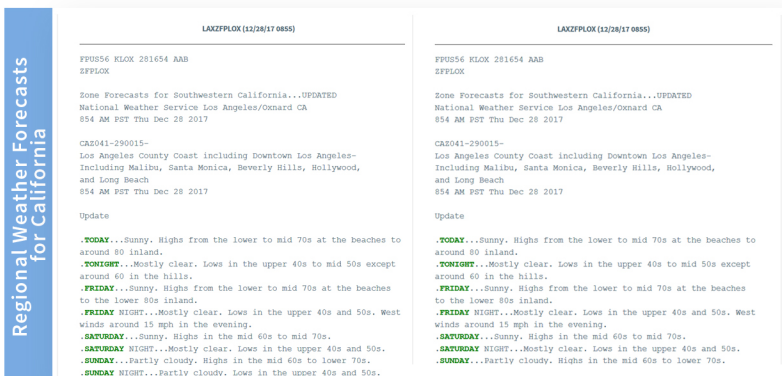 Regional Weather Forecasts
for California
LAXZFPLOX (12/28/17 0855)
FPUS56 KLOX 281654 AAB
ZFPLOX
Zone Forecasts for Southwestern California...UPDATED
National Weather Service Los Angeles/Oxnard CA
854 AM PST Thu Dec 28 2017
CAZ041-290015-
Los Angeles County Coast including Downtown Los Angeles-
Including Malibu, Santa Monica, Beverly Hills, Hollywood,
and Long Beach
854 AM PST Thu Dec 28 2017
Update
.TODAY...Sunny. Highs from the lower to mid 70s at the beaches to
around 80 inland.
.TONIGHT...Mostly clear. Lows in the upper 40s to mid 50s except
around 60 in the hills.
.FRIDAY...Sunny. Highs from the lower to mid 70s at the beaches
to the lower 80s inland.
.FRIDAY NIGHT...Mostly clear. Lows in the upper 40s and 50s. West
winds around 15 mph in the evening.
.SATURDAY...Sunny. Highs in the mid 60s to mid 70s.
.SATURDAY NIGHT...Mostly clear. Lows in the upper 40s and 50s.
.SUNDAY...Partly cloudy. Highs in the mid 60s to lower 70s.
.SUNDAY NIGHT...Partly cloudy. Lows in the upper 40s and 50s.
LAXZFPLOX (12/28/17 0855)
FPUS56 KLOX 281654 AAB
ZFPLOX
Zone Forecasts for Southwestern California...UPDATED
National Weather Service Los Angeles/Oxnard CA
854 AM PST Thu Dec 28 2017
CAZ041-290015-
Los Angeles County Coast including Downtown Los Angeles-
Including Malibu, Santa Monica, Beverly Hills, Hollywood,
and Long Beach
854 AM PST Thu Dec 28 2017
Update
.TODAY...Sunny. Highs from the lower to mid 70s at the beaches to
around 80 inland.
.TONIGHT...Mostly clear. Lows in the upper 40s to mid 50s except
around 60 in the hills.
.FRIDAY...Sunny. Highs from the lower to mid 70s at the beaches
to the lower 80s inland.
.FRIDAY NIGHT...Mostly clear. Lows in the upper 40s and 50s. West
winds around 15 mph in the evening.
.SATURDAY...Sunny. Highs in the mid 60s to mid 70s.
.SATURDAY NIGHT...Mostly clear. Lows in the upper 40s and 50s.
.SUNDAY...Partly cloudy. Highs in the mid 60s to lower 70s.